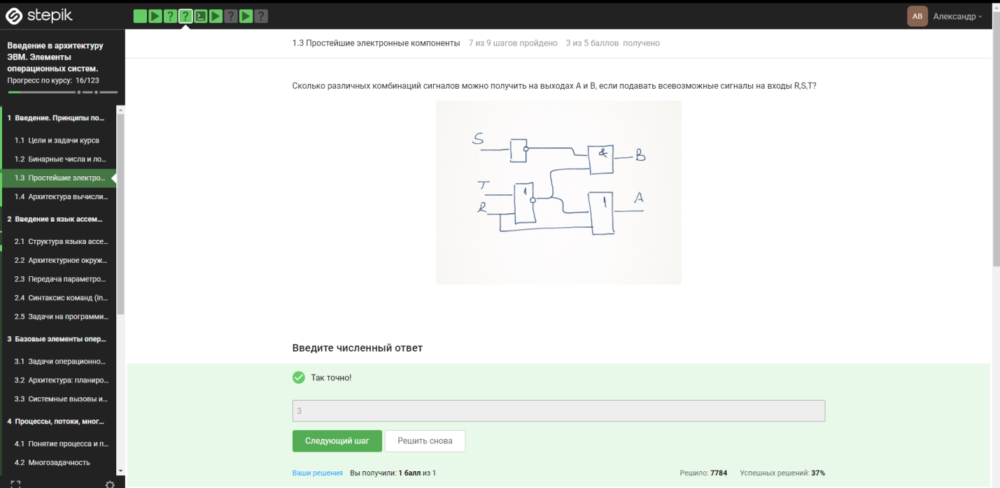 stepik
? ? ? ?
АВ Александр
Введение в архитектуру
ЭВМ. Элементы
операционных систем.
Прогресс по курсу: 16/123
1 Введение. Принципы по...
1.1 Цели и задачи курса
1.2 Бинарные числа и ло...
1.3 Простейшие электро...
1.4 Архитектура вычисли...
2 Введение в язык ассем...
2.1 Структура языка ассе...
2.2 Архитектурное окруж...
2.3 Передача параметро...
2.4 Синтаксис команд (In...
2.5 Задачи на программи...
3 Базовые элементы опер...
3.1 Задачи операционно...
3.2 Архитектура: планиро...
3.3 Системные вызовы и...
4 Процессы, потоки, мног...
4.1 Понятие процесса и п...
4.2 Многозадачность
1.3 Простейшие электронные компоненты 7 из 9 шагов пройдено 3 из 5 баллов получено
Сколько различных комбинаций сигналов можно получить на выходах А и В, если подавать всевозможные сигналы на входы R,S,T?
S
& B
T
1
R
1 A
Введите численный ответ
Так точно!
3
Следующий шаг Решить снова
Ваши решения Вы получили: 1 балл из 1
Решило: 7784 Успешных решений: 37%